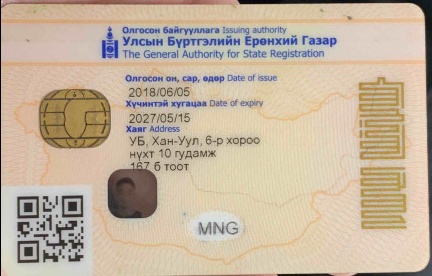 Олгосон байгууллага Issuing authority
Улсын Бүртгэлийн Ерөнхий Газар
The General Authority for State Registration
Олгосон он, сар, өдөр Date of issue
2018/06/05
Хүчинтэй хугацаа Date of expiry
2027/05/15
Хаяг Address
УБ, Хан-Уул, 6-р хороо
нүхт 10 гудамж
167 б тоот
MNG